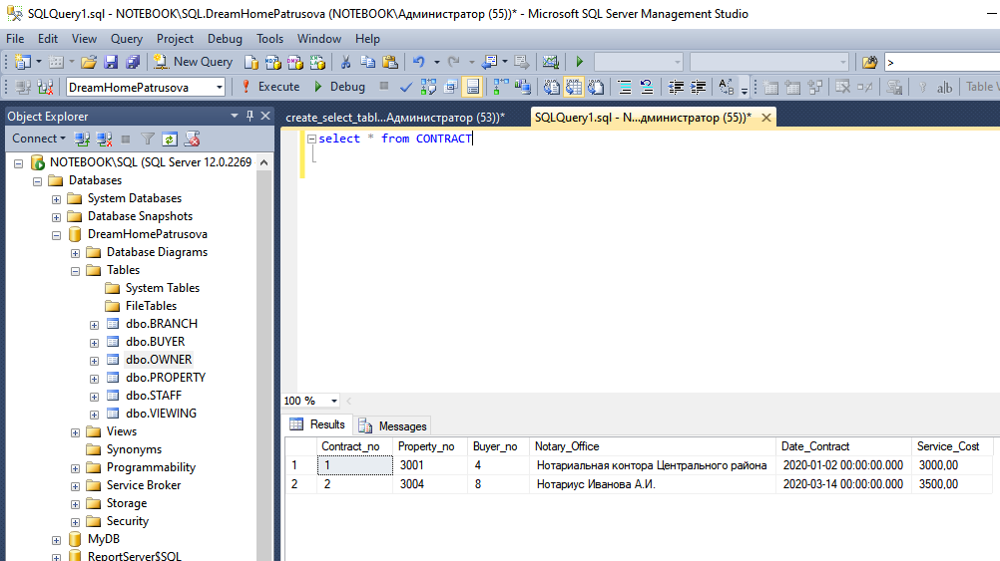 SQLQuery1.sql - NOTEBOOK\SQL.DreamHomePatrusova (NOTEBOOK\Администратор (55))* - Microsoft SQL Server Management Studio
File Edit View Query Project Debug Tools Window Help
New Query >
DreamHomePatrusova Execute Debug Table V
Object Explorer
Connect
NOTEBOOK\SQL (SQL Server 12.0.2269
Databases
System Databases
Database Snapshots
DreamHomePatrusova
Database Diagrams
Tables
System Tables
FileTables
dbo.BRANCH
dbo.BUYER
dbo.OWNER
dbo.PROPERTY
dbo.STAFF
dbo.VIEWING
Views
Synonyms
Programmability
Service Broker
Storage
Security
MyDB
ReportServer$SQL
create_select_tabl...Администратор (53))*
SQLQuery1.sql - N...дминистратор (55))*
select * from CONTRACT
100 %
Results Messages
Contract_no Property_no Buyer_no Notary_Office Date_Contract Service_Cost
1 1 3001 4 Нотариальная контора Центрального района 2020-01-02 00:00:00.000 3000,00
2 2 3004 8 Нотариус Иванова А.И. 2020-03-14 00:00:00.000 3500,00